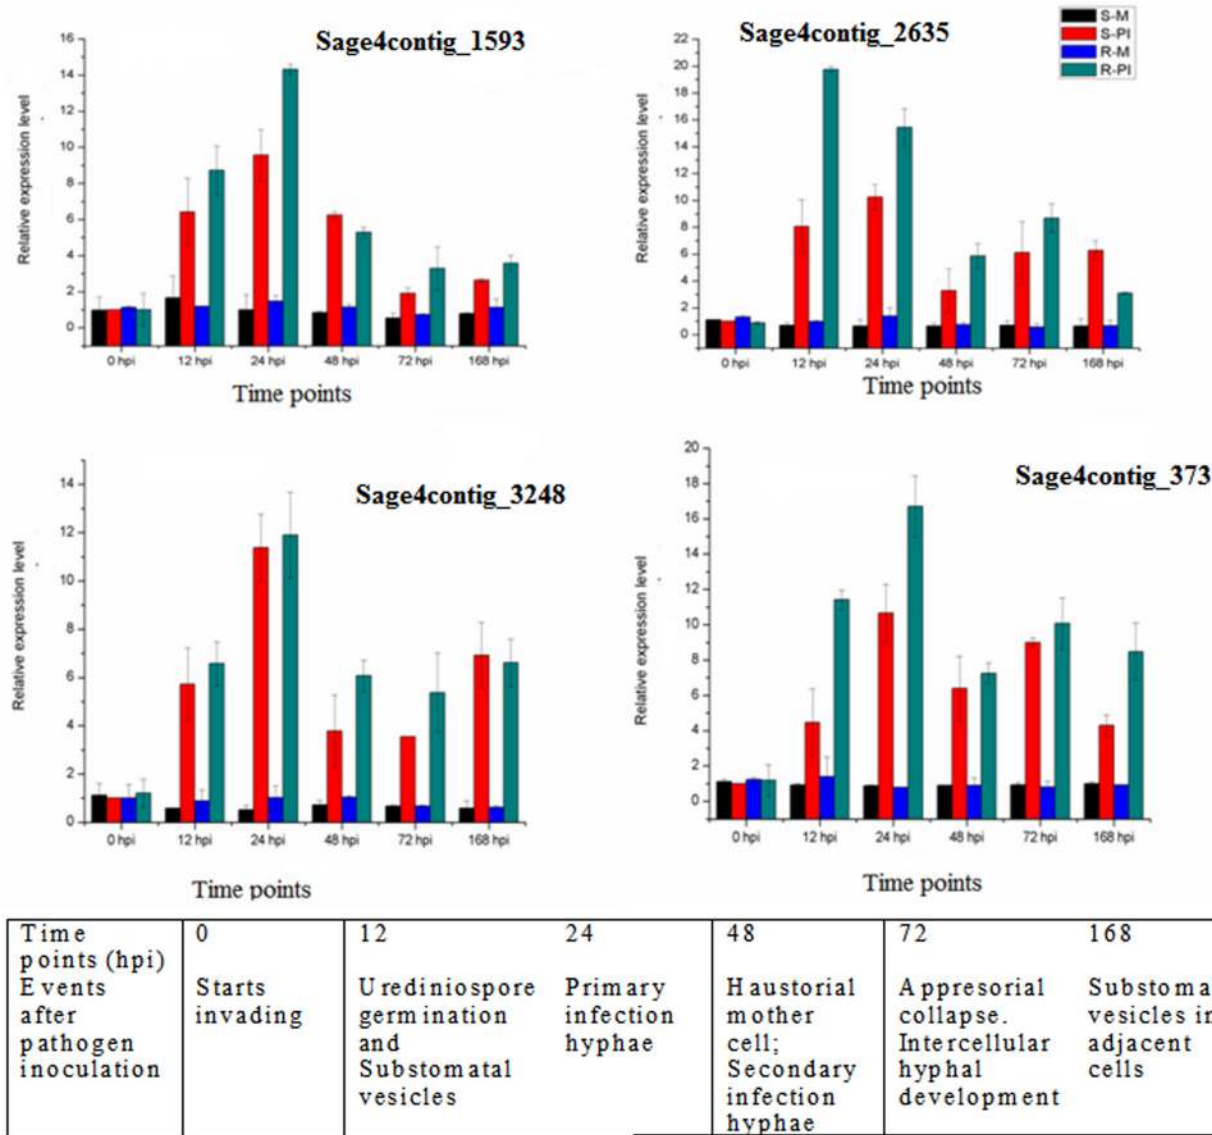 Sage4contig_1593
Relative expression level
16
14
12
10
8
6
4
2
0
0 hpi 12 hpi 24 hpi 48 hpi 72 hpi 168 hpi
Time points
Sage4contig_2635
S-M
S-PI
R-M
R-PI
Relative expression level
22
20
18
16
14
12
10
8
6
4
2
0
0 hpi 12 hpi 24 hpi 48 hpi 72 hpi 168 hpi
Time points
Sage4contig_3248
Relative expression level
14
12
10
8
6
4
2
0
0 hpi 12 hpi 24 hpi 48 hpi 72 hpi 168 hpi
Time points
Sage4contig_373
Relative expression level
20
18
16
14
12
10
8
6
4
2
0
0 hpi 12 hpi 24 hpi 48 hpi 72 hpi 168 hpi
Time points
Time
points (hpi)
0
12
24
48
72
168
Events
after
pathogen
inoculation
Starts
invading
Urediniospore
germination
and
Substomatal
vesicles
Primary
infection
hyphae
Haustorial
mother
cell;
Secondary
infection
hyphae
Appresorial
collapse.
Intercellular
hyphal
development
Substoma
vesicles in
adjacent
cells